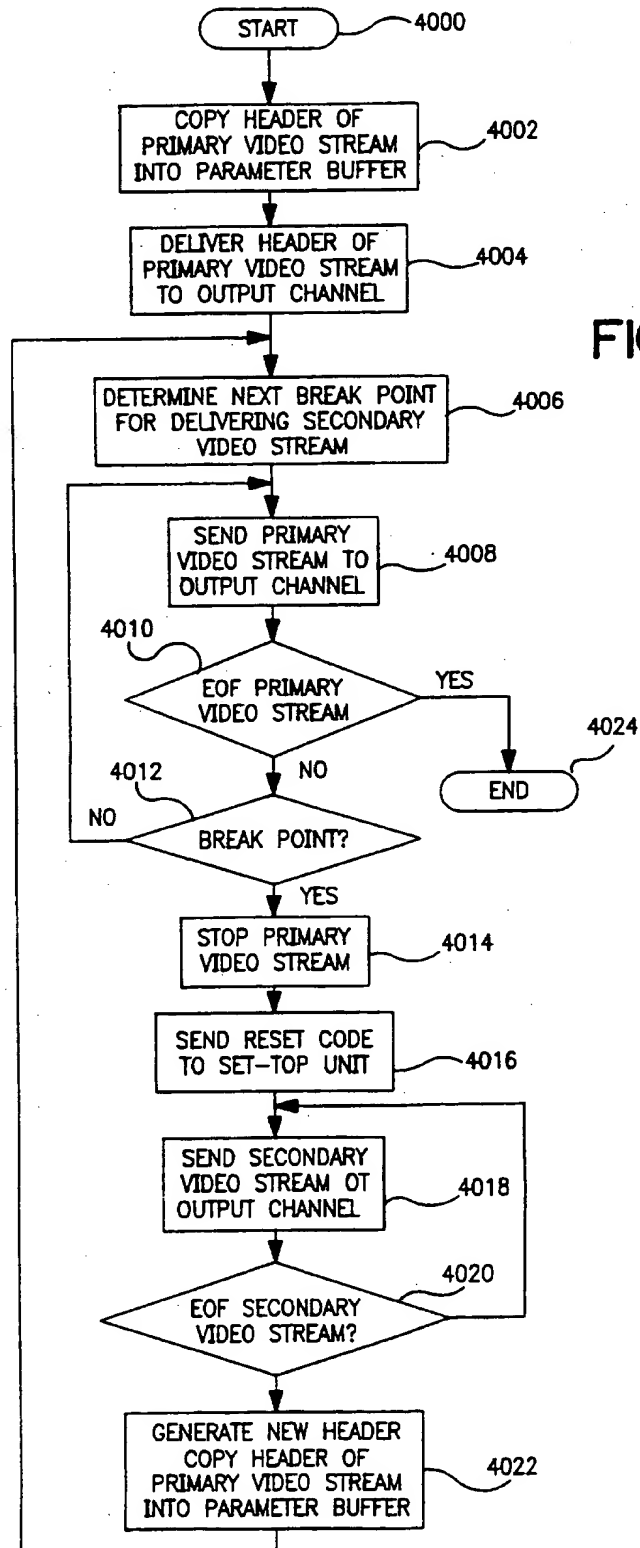 START
4000
COPY HEADER OF
PRIMARY VIDEO STREAM
INTO PARAMETER BUFFER
4002
DELIVER HEADER OF
PRIMARY VIDEO STREAM
TO OUTPUT CHANNEL
4004
FIG
DETERMINE NEXT BREAK POINT
FOR DELIVERING SECONDARY
VIDEO STREAM
4006
SEND PRIMARY
VIDEO STREAM TO
OUTPUT CHANNEL
4008
4010
EOF PRIMARY
VIDEO STREAM
YES
NO
4024
END
4012
NO
BREAK POINT?
YES
STOP PRIMARY
VIDEO STREAM
4014
SEND RESET CODE
TO SET-TOP UNIT
4016
SEND SECONDARY
VIDEO STREAM OT
OUTPUT CHANNEL
4018
4020
EOF SECONDARY
VIDEO STREAM?
GENERATE NEW HEADER
COPY HEADER OF
PRIMARY VIDEO STREAM
INTO PARAMETER BUFFER
4022